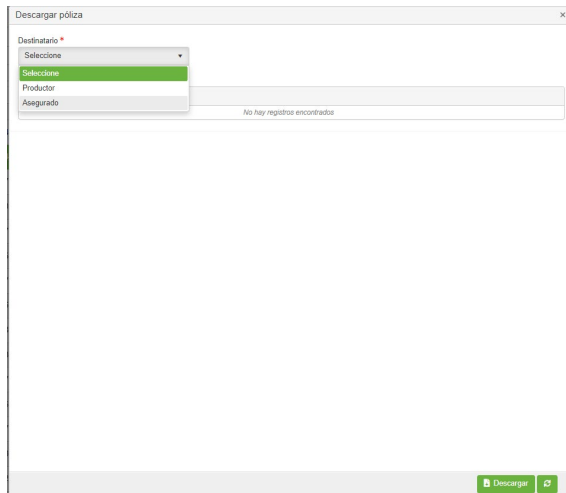 Descargar póliza
×
Destinatario *
Seleccione
Seleccione
Productor
Asegurado
No hay registros encontrados
Descargar